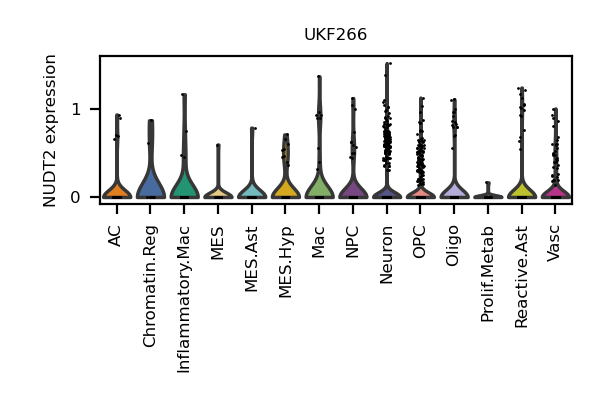 UKF266
NUDT2 expression
1
0
AC
Chromatin.Reg
Inflammatory.Mac
MES
MES.Ast
MES.Hyp
Mac
NPC
Neuron
OPC
Oligo
Prolif.Metab
Reactive.Ast
Vasc